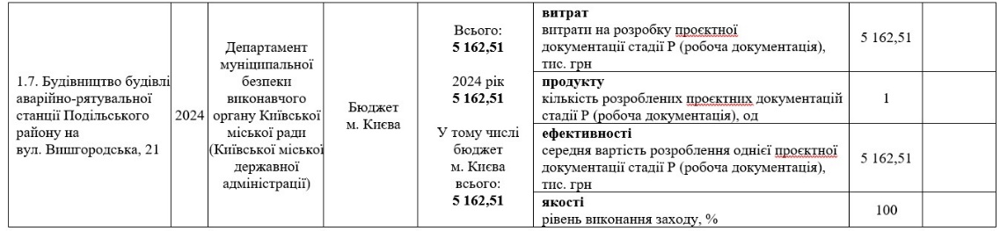 1.7. Будівництво будівлі
аварійно-рятувальної
станції Подільського
району на
вул. Вишгородська, 21
2024
Департамент
муніципальної
безпеки
виконавчого
органу Київської
міської ради
(Київської міської
державної
адміністрації)
Бюджет
м. Києва
Всього:
5 162,51
2024 рік
5 162,51
У тому числі
бюджет
м. Києва
всього:
5 162,51
витрат
витрати на розробку проєктної
документації стадії Р (робоча документація),
тис. грн
5 162,51
продукту
кількість розроблених проєктних документацій
стадії Р (робоча документація), од
1
ефективності
середня вартість розроблення однієї проєктної
документації стадії Р (робоча документація),
тис. грн
5 162,51
якості
рівень виконання заходу, %
100